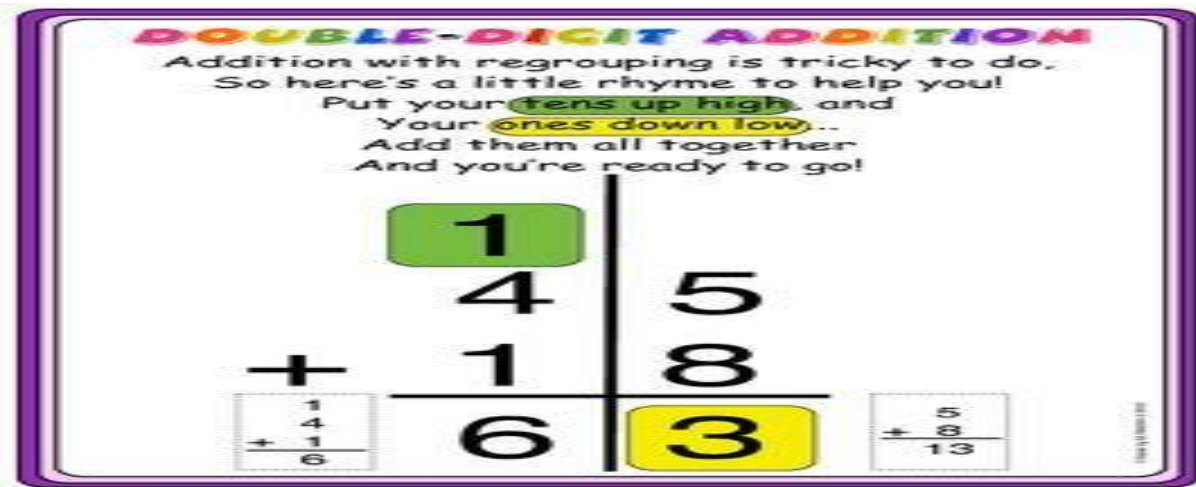 DOUBLE-DIGIT ADDITION
Addition with regrouping is tricky to do,
So here's a little rhyme to help you!
Put your tens up high, and
Your ones down low...
Add them all together
And you're ready to go!
1
4 5
+ 1 8
6 3
1
4
+ 1
6
5
+ 8
13